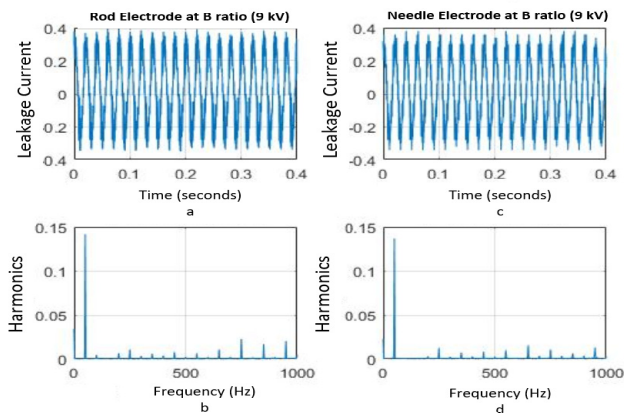 Rod Electrode at B ratio (9 kV)
Leakage Current
0.4
0.2
0
-0.2
0.4
0
0.1
0.2
0.3
0.4
Time (seconds)
a
Needle Electrode at B ratio (9 kV)
Leakage Current
0.4
0.2
0
-0.2
-0.4
0
0.1
0.2
0.3
0.4
Time (seconds)
c
Harmonics
0.15
0.1
0.05
0
0
500
1000
Frequency (Hz)
b
Harmonics
0.15
0.1
0.05
0
0
500
1000
Frequency (Hz)
d